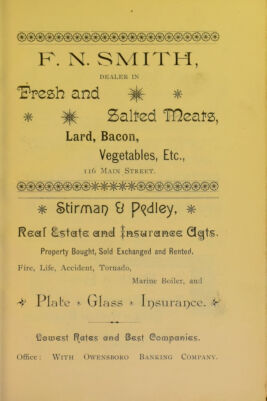 F. N. SMITH,
DEALER IN
Fresh and
Salted Meats,
Lard, Bacon,
Vegetables, Etc.,
116 MAIN STREET.
Stirman & Pedley,
Real Estate and Insurance Agts.
Property Bought, Sold Exchanged and Rented.
Fire, Life, Accident, Tornado,
Marine Boiler, and
Plate Glass Insurance.
Lowest Rates and Best Companies.
Office: WITH OWENSBORO BANKING COMPANY.